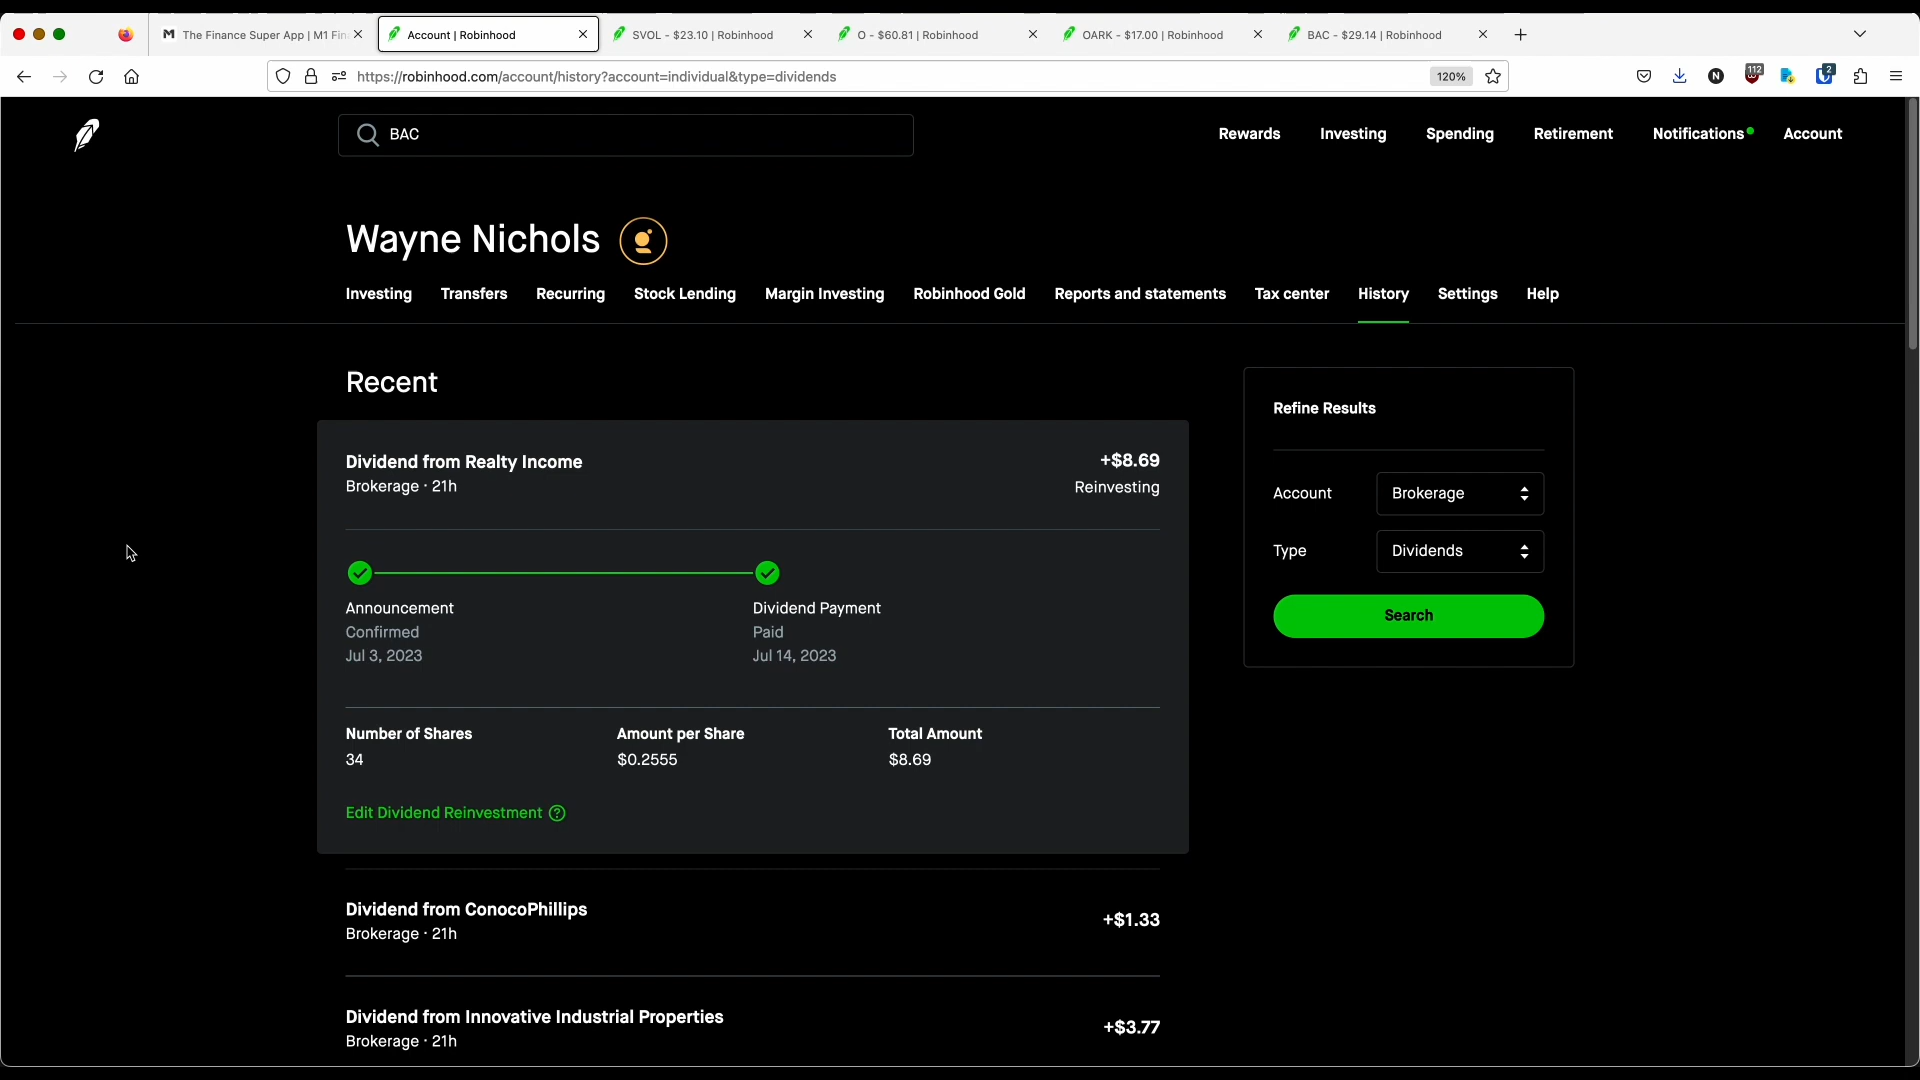 The Finance Super App | M1 Fin
Account | Robinhood
SVOL - $23.10 | Robinhood
O - $60.81 | Robinhood
OARK - $17.00 | Robinhood
BAC - $29.14 | Robinhood
https://robinhood.com/account/history?account=individual&type=dividends
120%
N
112
2
BAC
Rewards
Investing
Spending
Retirement
Notifications
Account
Wayne Nichols
Investing
Transfers
Recurring
Stock Lending
Margin Investing
Robinhood Gold
Reports and statements
Tax center
History
Settings
Help
Recent
Dividend from Realty Income
+$8.69
Brokerage · 21h
Reinvesting
Announcement
Confirmed
Jul 3, 2023
Dividend Payment
Paid
Jul 14, 2023
Number of Shares
34
Amount per Share
$0.2555
Total Amount
$8.69
Edit Dividend Reinvestment ?
Dividend from ConocoPhillips
Brokerage · 21h
+$1.33
Dividend from Innovative Industrial Properties
Brokerage · 21h
+$3.77
Refine Results
Account
Brokerage
Type
Dividends
Search